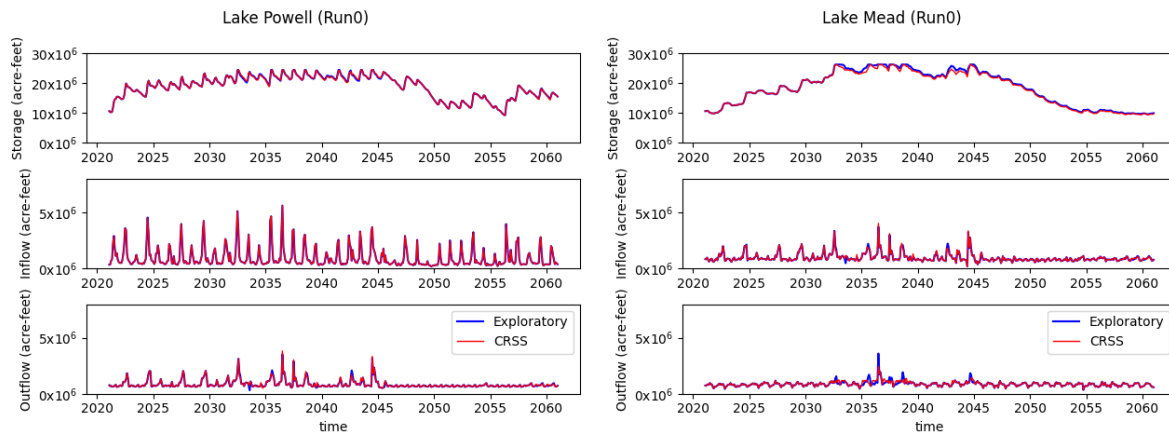 Lake Powell (Run0)
Storage (acre-feet)
30x10⁶
20x10⁶
10x10⁶
0x10⁶
2020 2025 2030 2035 2040 2045 2050 2055 2060
Inflow (acre-feet)
5x10⁶
0x10⁶
2020 2025 2030 2035 2040 2045 2050 2055 2060
Outflow (acre-feet)
5x10⁶
0x10⁶
Exploratory
CRSS
2020 2025 2030 2035 2040 2045 2050 2055 2060
time
Lake Mead (Run0)
Storage (acre-feet)
30x10⁶
20x10⁶
10x10⁶
0x10⁶
2020 2025 2030 2035 2040 2045 2050 2055 2060
Inflow (acre-feet)
5x10⁶
0x10⁶
2020 2025 2030 2035 2040 2045 2050 2055 2060
Outflow (acre-feet)
5x10⁶
0x10⁶
Exploratory
CRSS
2020 2025 2030 2035 2040 2045 2050 2055 2060
time